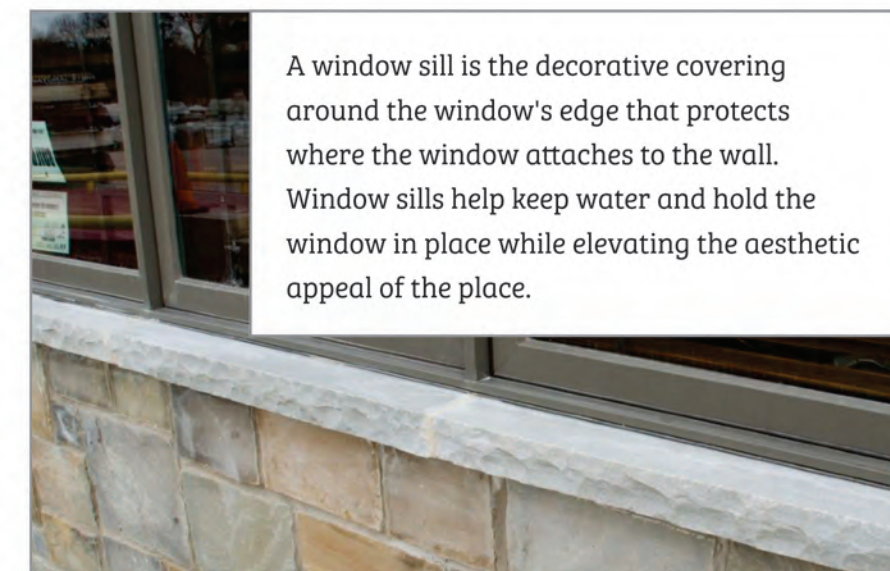 A window sill is the decorative covering
around the window's edge that protects
where the window attaches to the wall.
Window sills help keep water and hold the
window in place while elevating the aesthetic
appeal of the place.